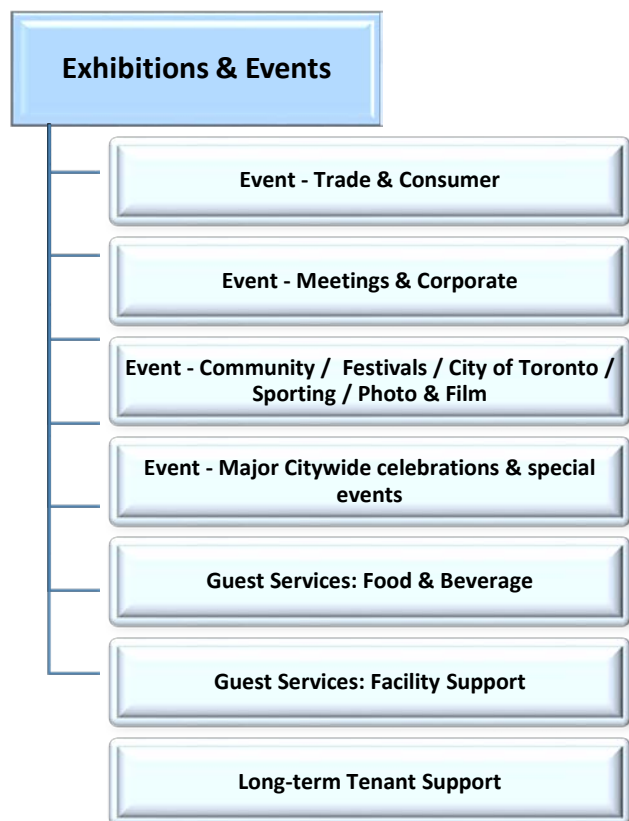 Exhibitions & Events
Event - Trade & Consumer
Event - Meetings & Corporate
Event - Community / Festivals / City of Toronto /
Sporting / Photo & Film
Event - Major Citywide celebrations & special
events
Guest Services: Food & Beverage
Guest Services: Facility Support
Long-term Tenant Support